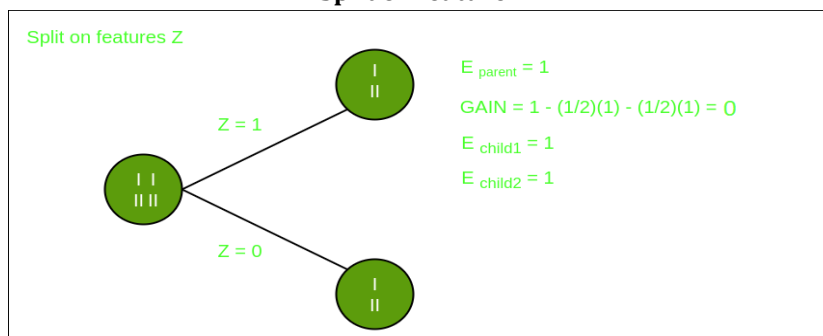 Split on features Z
I
II
E parent = 1
GAIN = 1 - (1/2)(1) - (1/2)(1) = 0
Z = 1
E child1 = 1
E child2 = 1
I I
II II
Z = 0
I
II